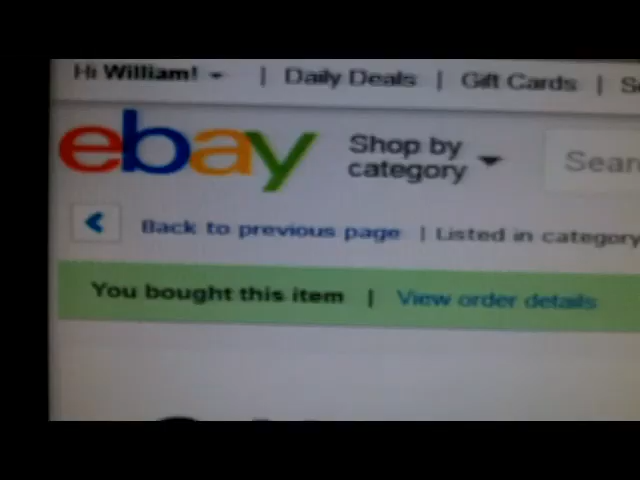 Hi William! | Daily Deals | Gift Cards |
ebay
Shop by
category
Back to previous page | Listed in category
You bought this item | View order details